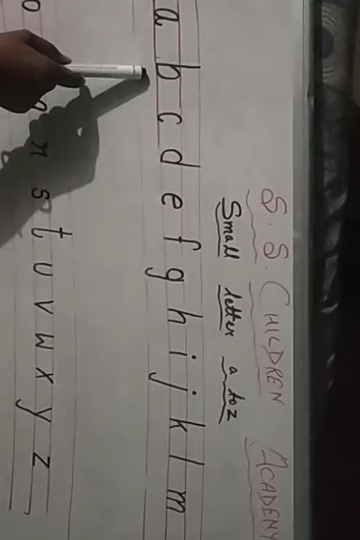 S.S. CHILDREN ACADEMY
Small letter a to z
a b c d e f g h i j k l m
s t u v w x y z